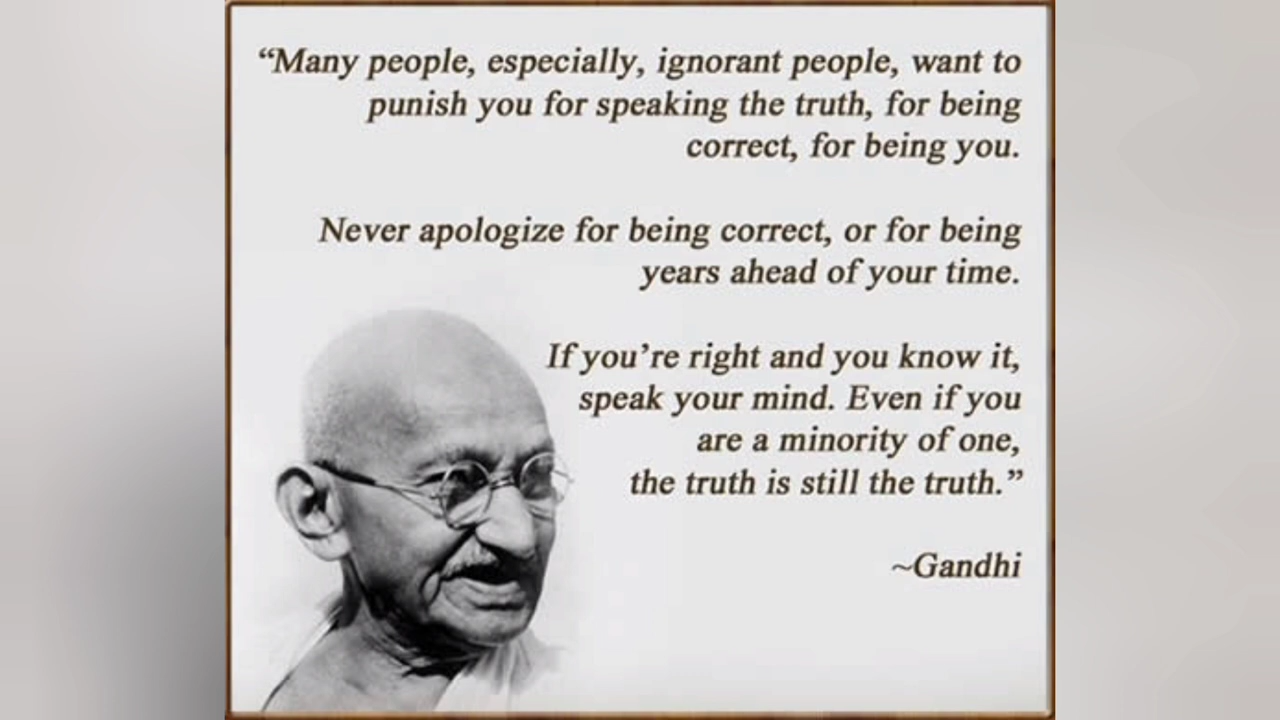 “Many people, especially, ignorant people, want to
punish you for speaking the truth, for being
correct, for being you.
Never apologize for being correct, or for being
years ahead of your time.
If you’re right and you know it,
speak your mind. Even if you
are a minority of one,
the truth is still the truth.”
~Gandhi